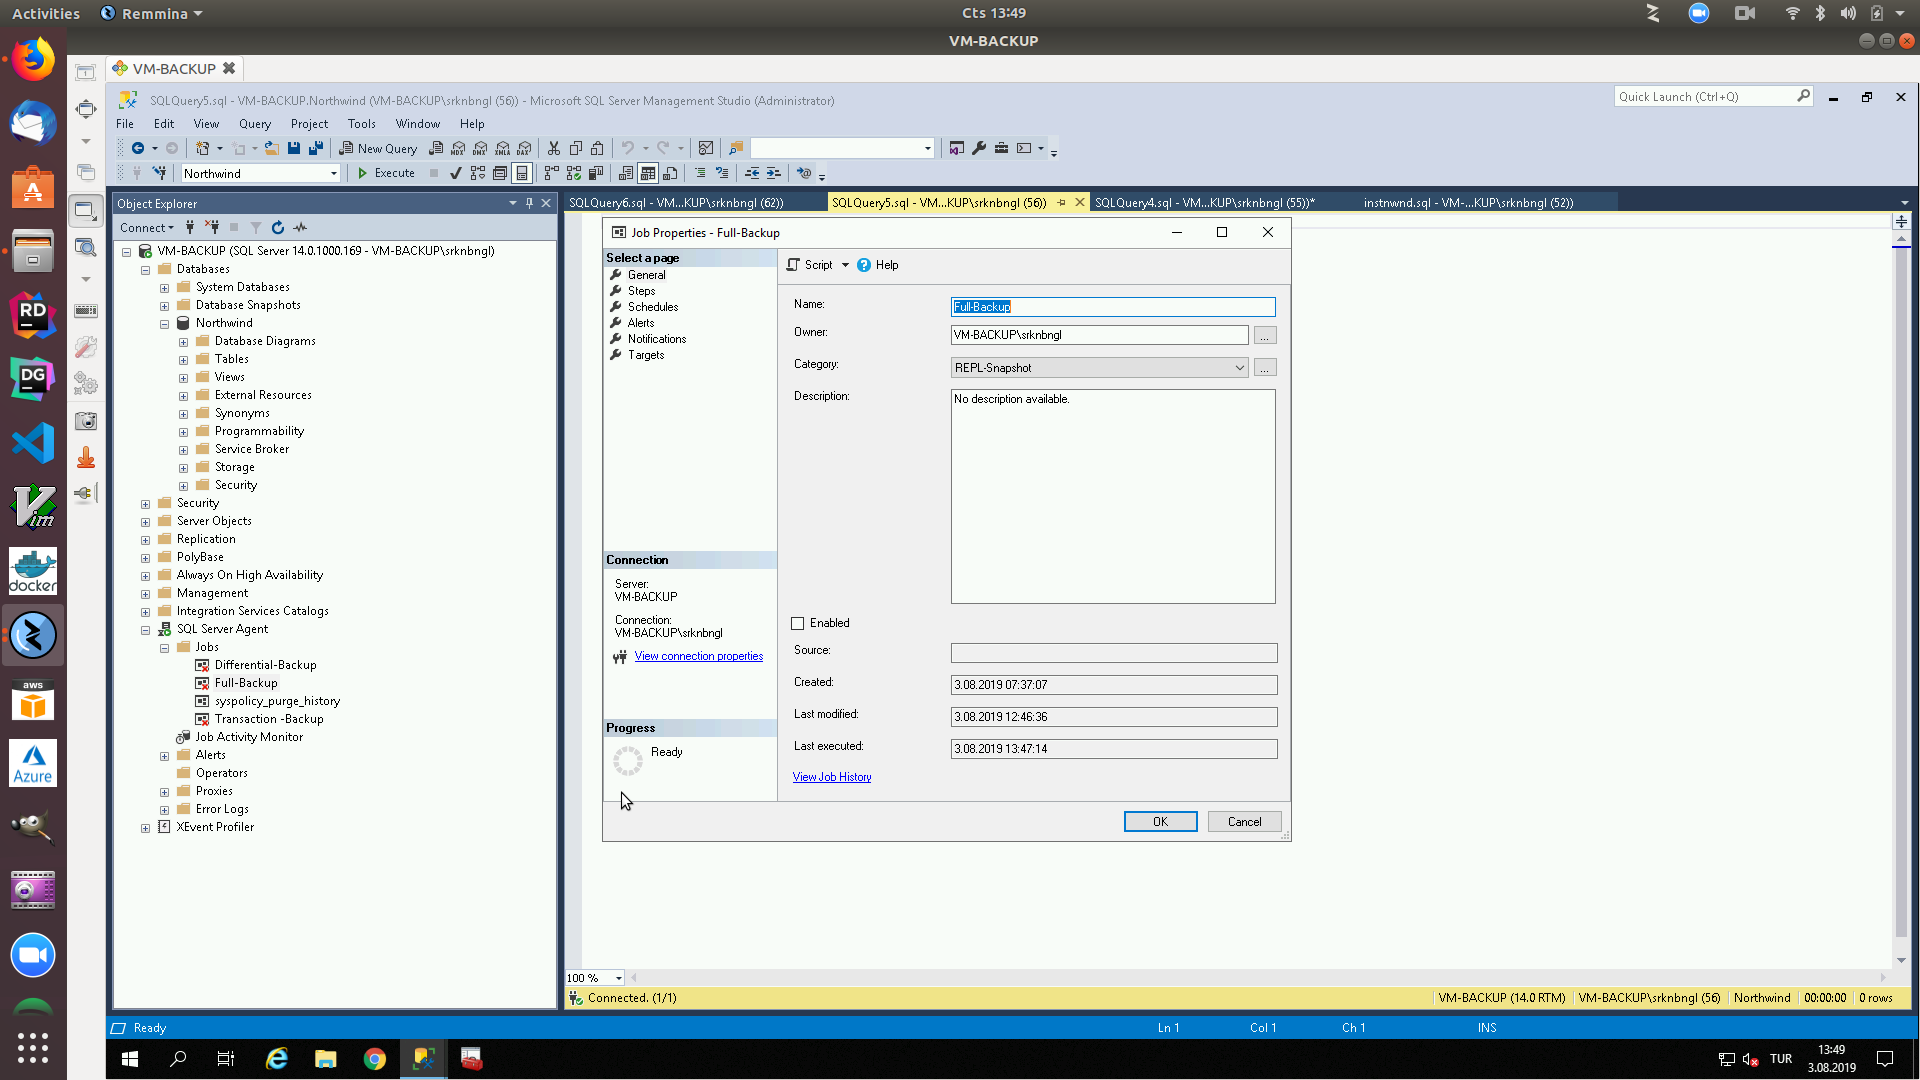 Activities
Remmina
Cts 13:49
VM-BACKUP
VM-BACKUP
SQLQuery5.sql - VM-BACKUP.Northwind (VM-BACKUP\srknbngl (56)) - Microsoft SQL Server Management Studio (Administrator)
Quick Launch (Ctrl+Q)
File Edit View Query Project Tools Window Help
New Query
MDX DMX XMLA DAX
Northwind
Execute
Object Explorer
SQLQuery6.sql - VM...KUP\srknbngl (62))
SQLQuery5.sql - VM...KUP\srknbngl (56))
SQLQuery4.sql - VM...KUP\srknbngl (55))*
instnwnd.sql - VM-...KUP\srknbngl (52))
Connect
VM-BACKUP (SQL Server 14.0.1000.169 - VM-BACKUP\srknbngl)
Databases
System Databases
Database Snapshots
Northwind
Database Diagrams
Tables
Views
External Resources
Synonyms
Programmability
Service Broker
Storage
Security
Security
Server Objects
Replication
PolyBase
Always On High Availability
Management
Integration Services Catalogs
SQL Server Agent
Jobs
Differential-Backup
Full-Backup
syspolicy_purge_history
Transaction -Backup
Job Activity Monitor
Alerts
Operators
Proxies
Error Logs
XEvent Profiler
Job Properties - Full-Backup
Select a page
General
Steps
Schedules
Alerts
Notifications
Targets
Connection
Server:
VM-BACKUP
Connection:
VM-BACKUP\srknbngl
View connection properties
Progress
Ready
Script
Help
Name:
Full-Backup
Owner:
VM-BACKUP\srknbngl
...
Category:
REPL-Snapshot
...
Description:
No description available.
Enabled
Source:
Created:
3.08.2019 07:37:07
Last modified:
3.08.2019 12:46:36
Last executed:
3.08.2019 13:47:14
View Job History
OK
Cancel
100 %
Connected. (1/1)
VM-BACKUP (14.0 RTM)
VM-BACKUP\srknbngl (56)
Northwind
00:00:00
0 rows
Ready
Ln 1
Col 1
Ch 1
INS
TUR
13:49
3.08.2019
RD
DG
Vim
docker
aws
Azure